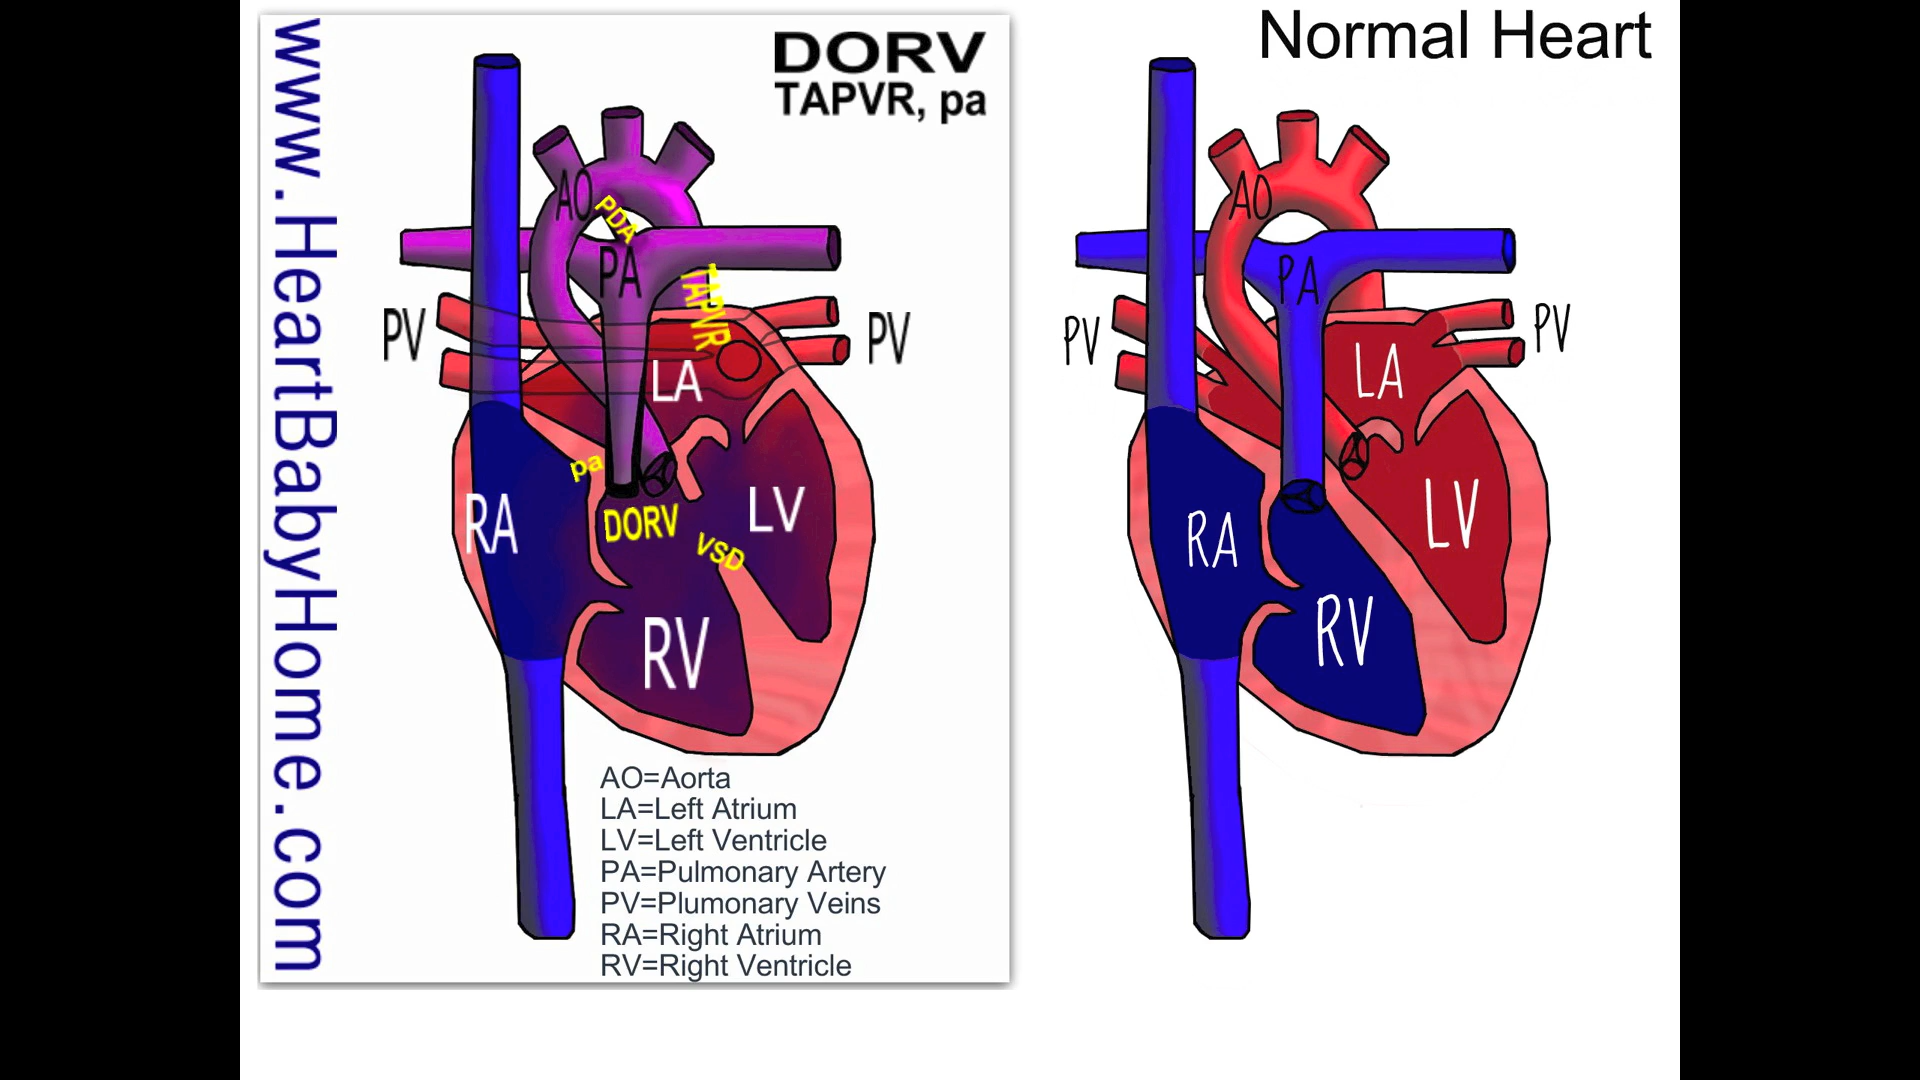 www.HeartBabyHome.com
DORV
TAPVR, pa
AO
PDA
PA
TAPVR
PV
PV
LA
pa
RA
DORV
VSD
LV
RV
AO=Aorta
LA=Left Atrium
LV=Left Ventricle
PA=Pulmonary Artery
PV=Plumonary Veins
RA=Right Atrium
RV=Right Ventricle
Normal Heart
AO
PA
PV
PV
LA
LV
RA
RV